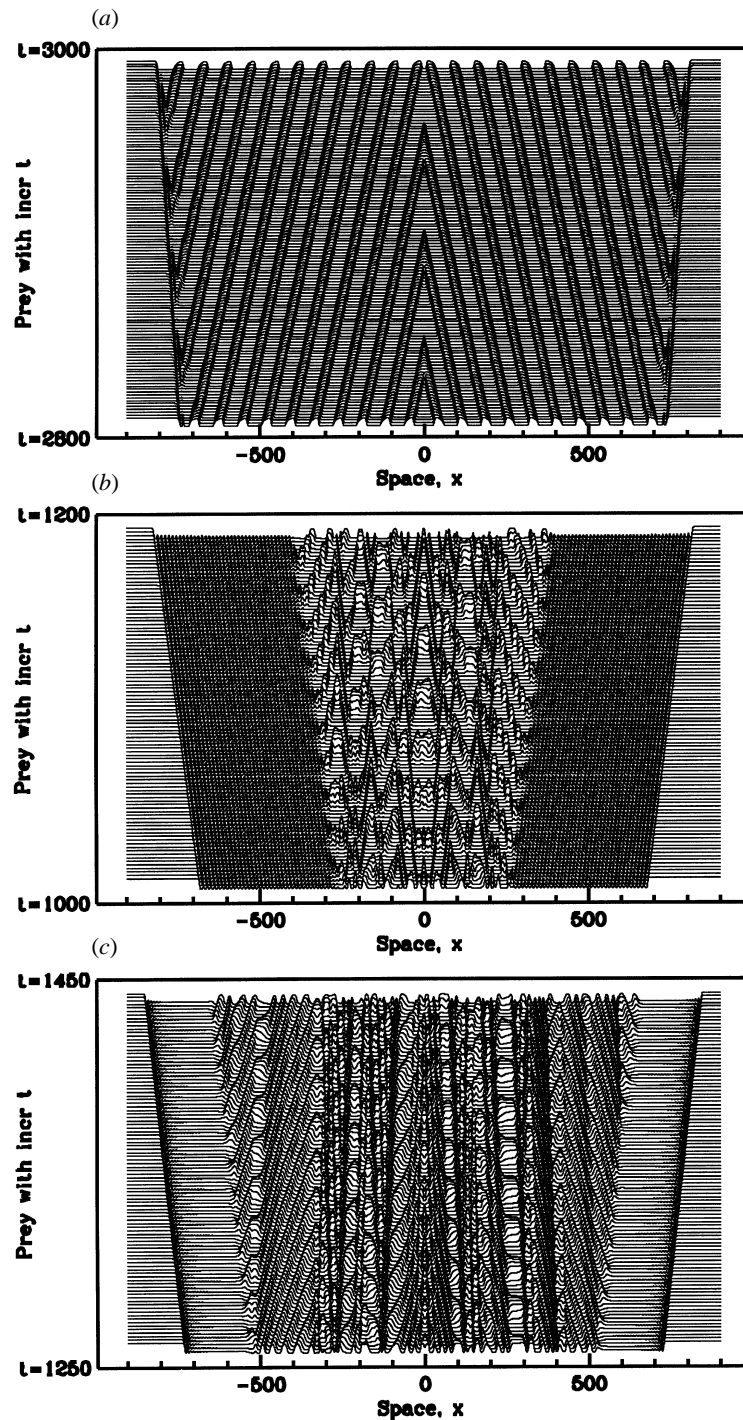 (a)
t=3000
Prey with incr t
t=2800
-500 0 500
Space, x
(b)
t=1200
Prey with incr t
t=1000
-500 0 500
Space, x
(c)
t=1450
Prey with incr t
t=1250
-500 0 500
Space, x